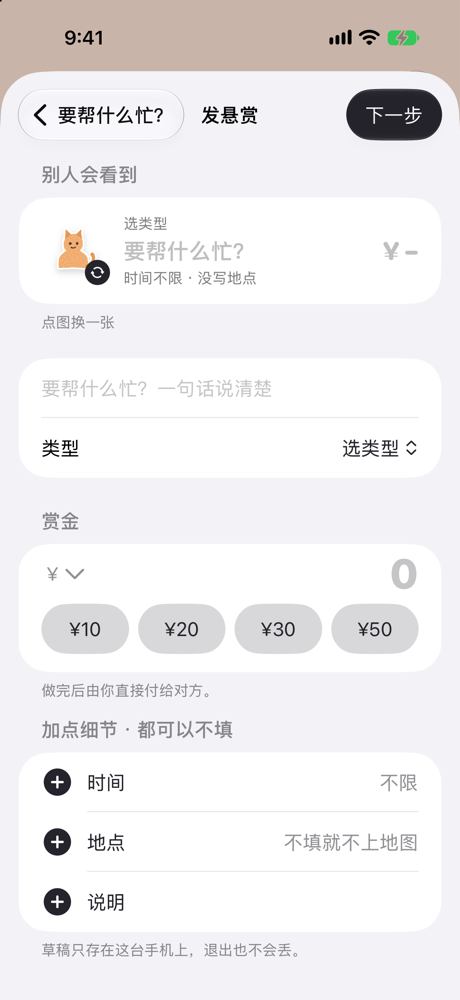 9:41
要帮什么忙?
发悬赏
下一步
别人会看到
选类型
要帮什么忙?
¥ –
时间不限 · 没写地点
点图换一张
要帮什么忙？一句话说清楚
类型
选类型
赏金
¥
0
¥10
¥20
¥30
¥50
做完后由你直接付给对方。
加点细节 · 都可以不填
时间
不限
地点
不填就不上地图
说明
草稿只存在这台手机上，退出也不会丢。